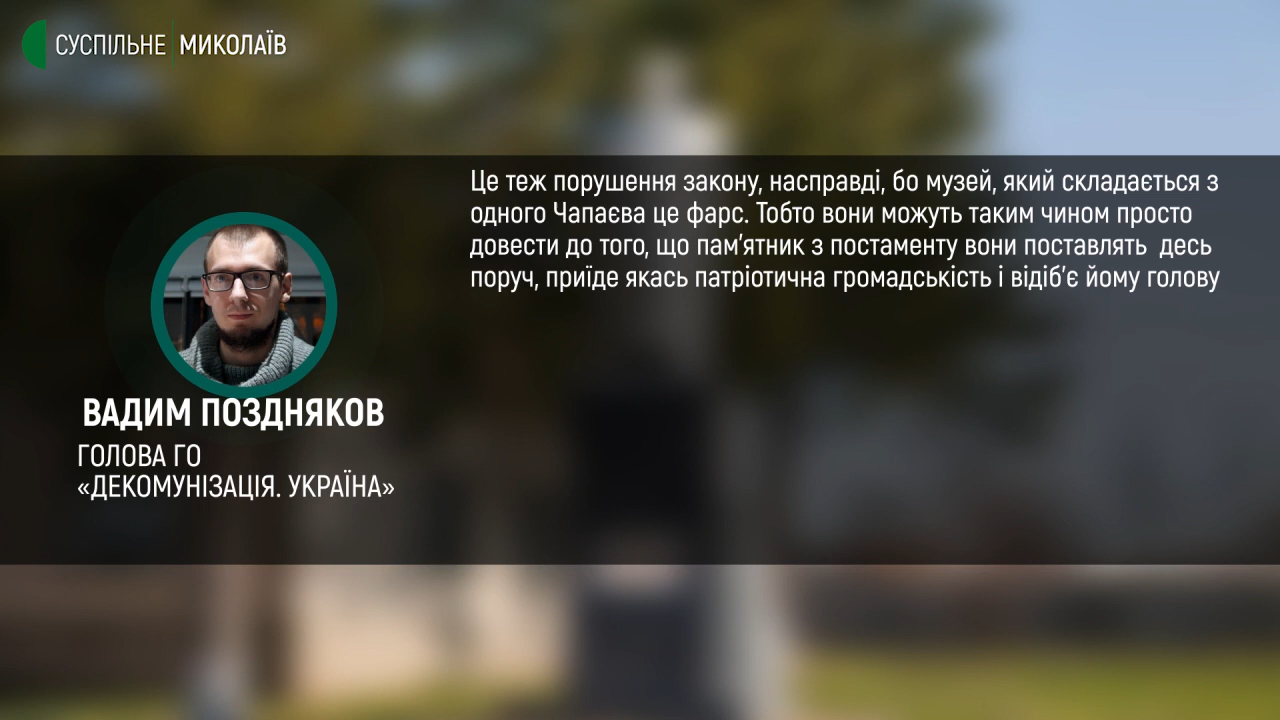 СУСПІЛЬНЕ МИКОЛАЇВ
Це теж порушення закону, насправді, бо музей, який складається з
одного Чапаєва це фарс. Тобто вони можуть таким чином просто
довести до того, що пам'ятник з постаменту вони поставлять десь
поруч, приїде якась патріотична громадськість і відіб'є йому голову
ВАДИМ ПОЗДНЯКОВ
ГОЛОВА ГО
«ДЕКОМУНІЗАЦІЯ. УКРАЇНА»